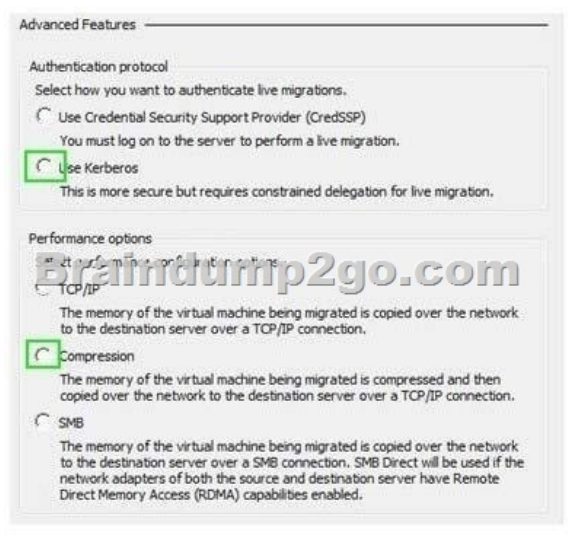 Advanced Features
Authentication protocol
Select how you want to authenticate live migrations.
Use Credential Security Support Provider (CredSSP)
You must log on to the server to perform a live migration.
Use Kerberos
This is more secure but requires constrained delegation for live migration.
Performance options
Braindump2go.com
TCP/IP
The memory of the virtual machine being migrated is copied over the network
to the destination server over a TCP/IP connection.
Compression
The memory of the virtual machine being migrated is compressed and then
copied over the network to the destination server over a TCP/IP connection.
SMB
The memory of the virtual machine being migrated is copied over the network
to the destination server over a SMB connection. SMB Direct will be used if the
network adapters of both the source and destination server have Remote
Direct Memory Access (RDMA) capabilities enabled.